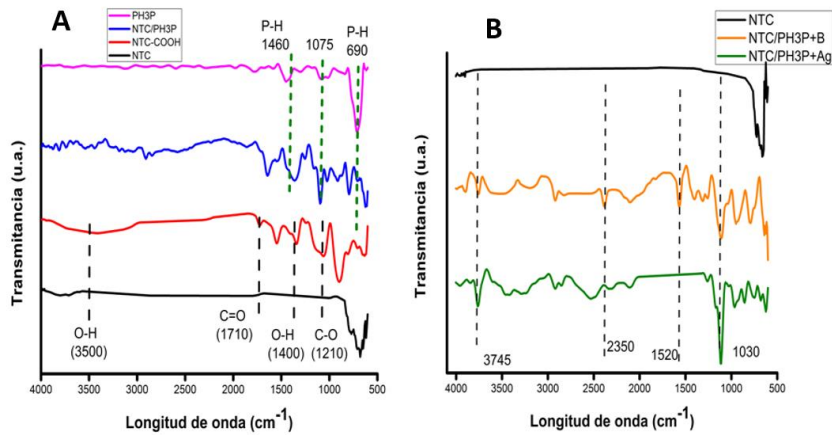 A
PH3P
NTC/PH3P
NTC-COOH
NTC
P-H
1460
1075
P-H
690
O-H
(3500)
C=O
(1710)
O-H
(1400)
C-O
(1210)
Transmitancia (u.a.)
4000 3500 3000 2500 2000 1500 1000 500
Longitud de onda (cm-1)
B
NTC
NTC/PH3P+B
NTC/PH3P+Ag
3745
2350
1520
1030
Transmitancia (u.a.)
4000 3500 3000 2500 2000 1500 1000 500
Longitud de onda (cm-1)